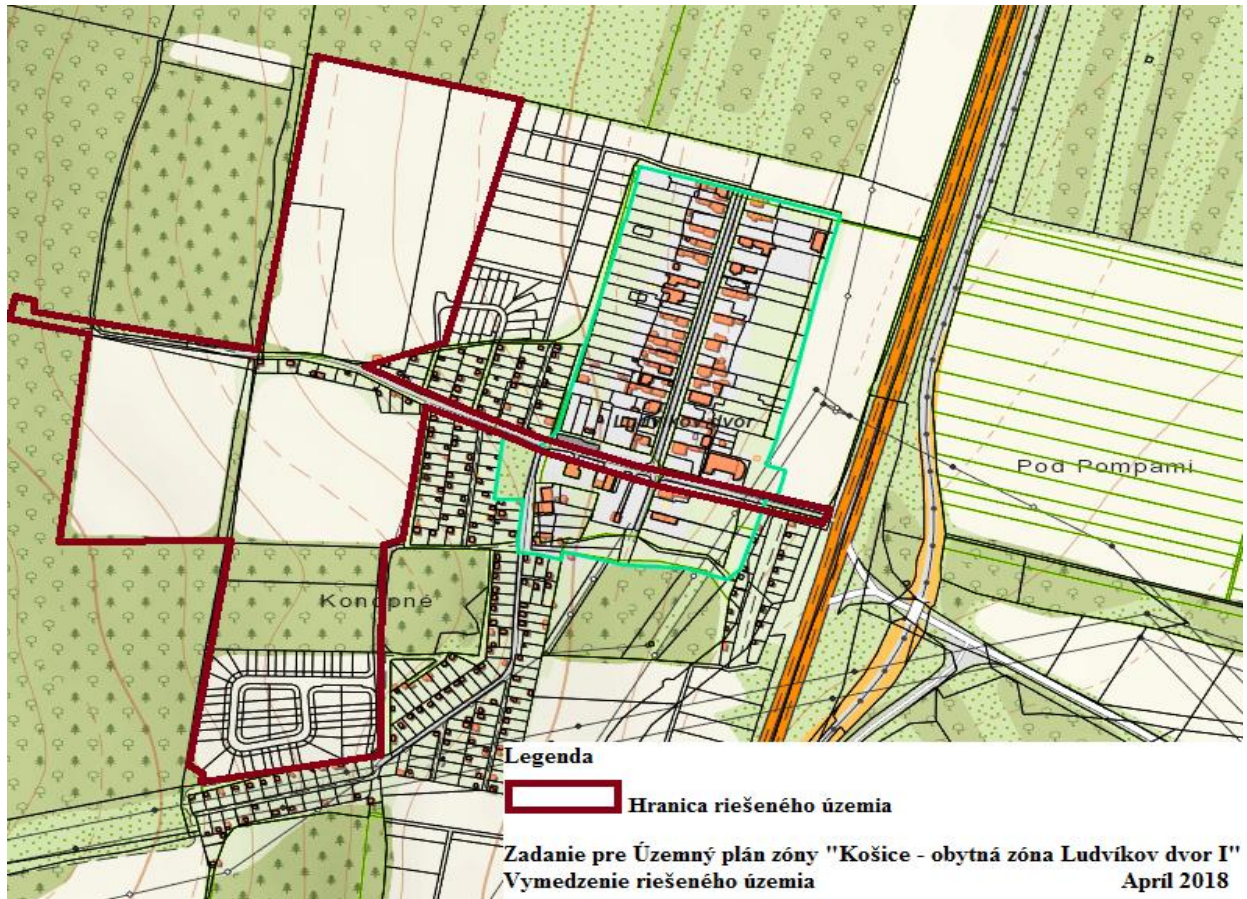 Pod Pompami
Konopné
Legenda
Hranica riešeného územia
Zadanie pre Územný plán zóny "Košice - obytná zóna Ludvíkov dvor I"
Vymedzenie riešeného územia Apríl 2018